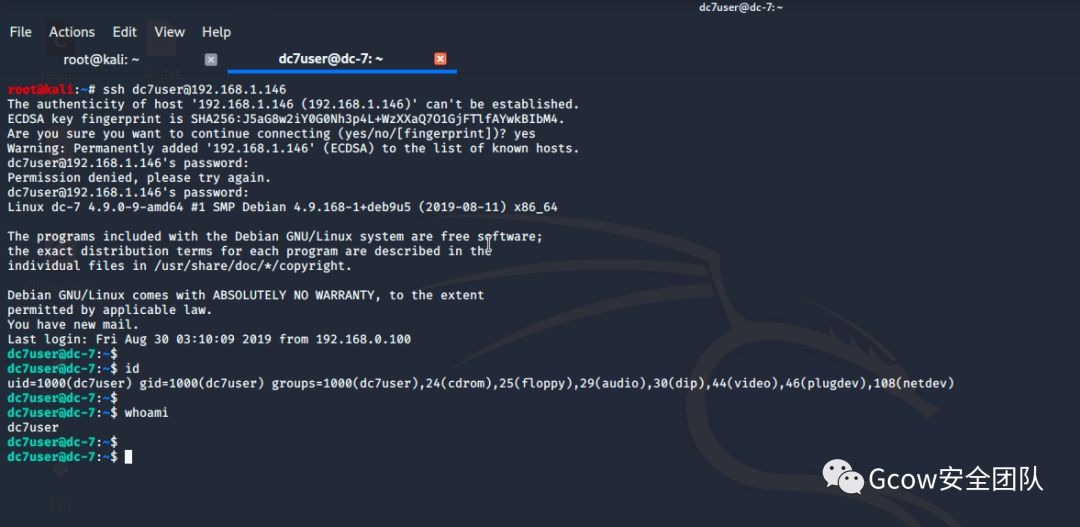 dc7user@dc-7: ~
File Actions Edit View Help
root@kali: ~ dc7user@dc-7: ~
root@kali:~# ssh dc7user@192.168.1.146
The authenticity of host '192.168.1.146 (192.168.1.146)' can't be established.
ECDSA key fingerprint is SHA256:J5aG8w2iY0G0Nh3p4L+WzXXaQ7O1GjFTlfAYwkBIbM4.
Are you sure you want to continue connecting (yes/no/[fingerprint])? yes
Warning: Permanently added '192.168.1.146' (ECDSA) to the list of known hosts.
dc7user@192.168.1.146's password:
Permission denied, please try again.
dc7user@192.168.1.146's password:
Linux dc-7 4.9.0-9-amd64 #1 SMP Debian 4.9.168-1+deb9u5 (2019-08-11) x86_64
The programs included with the Debian GNU/Linux system are free software;
the exact distribution terms for each program are described in the
individual files in /usr/share/doc/*/copyright.
Debian GNU/Linux comes with ABSOLUTELY NO WARRANTY, to the extent
permitted by applicable law.
You have new mail.
Last login: Fri Aug 30 03:10:09 2019 from 192.168.0.100
dc7user@dc-7:~$
dc7user@dc-7:~$ id
uid=1000(dc7user) gid=1000(dc7user) groups=1000(dc7user),24(cdrom),25(floppy),29(audio),30(dip),44(video),46(plugdev),108(netdev)
dc7user@dc-7:~$
dc7user@dc-7:~$ whoami
dc7user
dc7user@dc-7:~$
dc7user@dc-7:~$
Gcow安全团队